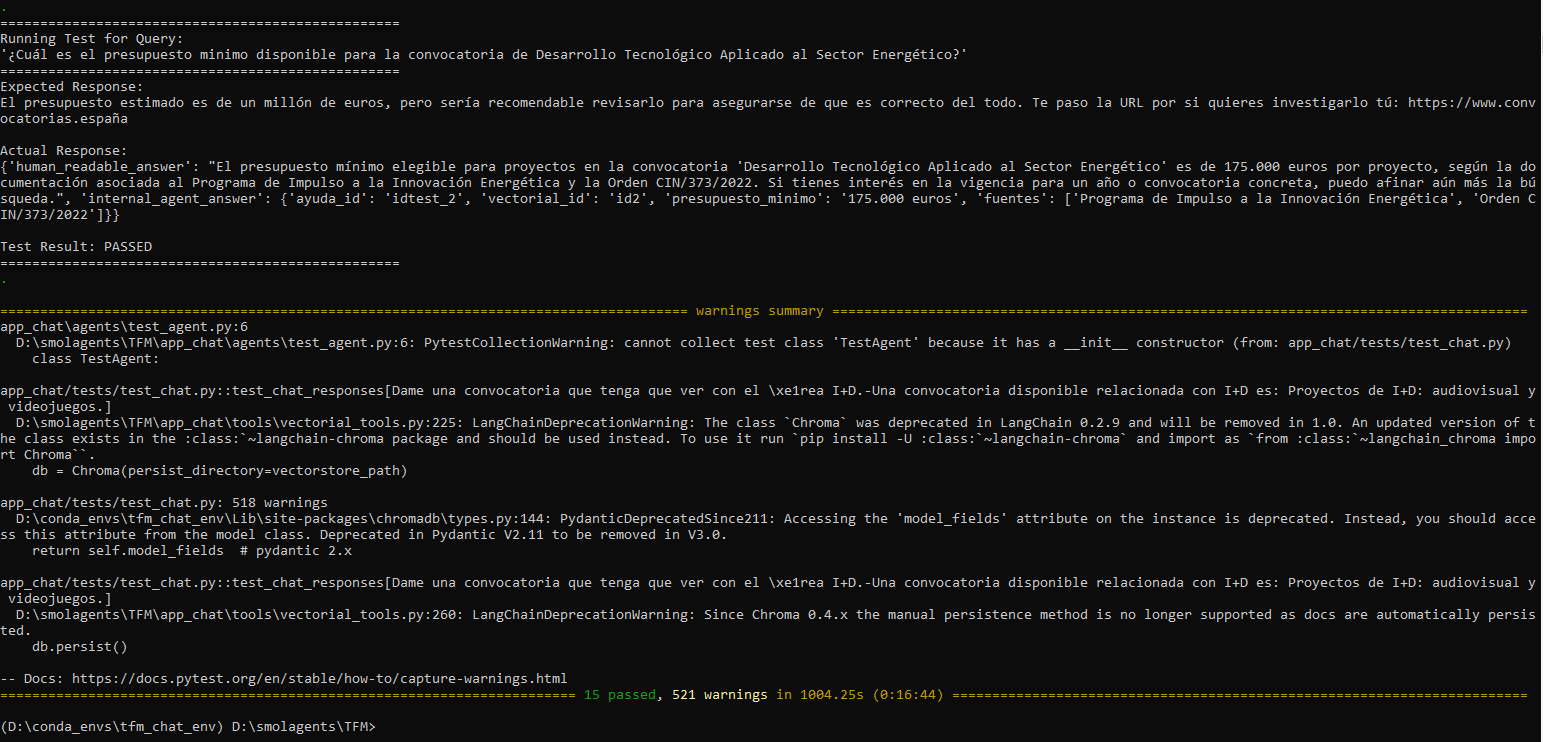 .
==================================================
Running Test for Query:
'¿Cuál es el presupuesto minimo disponible para la convocatoria de Desarrollo Tecnológico Aplicado al Sector Energético?'
==================================================
Expected Response:
El presupuesto estimado es de un millón de euros, pero sería recomendable revisarlo para asegurarse de que es correcto del todo. Te paso la URL por si quieres investigarlo tú: https://www.conv
ocatorias.españa

Actual Response:
{'human_readable_answer': "El presupuesto mínimo elegible para proyectos en la convocatoria 'Desarrollo Tecnológico Aplicado al Sector Energético' es de 175.000 euros por proyecto, según la do
cumentación asociada al Programa de Impulso a la Innovación Energética y la Orden CIN/373/2022. Si tienes interés en la vigencia para un año o convocatoria concreta, puedo afinar aún más la bú
squeda.", 'internal_agent_answer': {'ayuda_id': 'idtest_2', 'vectorial_id': 'id2', 'presupuesto_minimo': '175.000 euros', 'fuentes': ['Programa de Impulso a la Innovación Energética', 'Orden C
IN/373/2022']}}

Test Result: PASSED
==================================================
.

====================================================================================== warnings summary =======================================================================================
app_chat\agents\test_agent.py:6
  D:\smolagents\TFM\app_chat\agents\test_agent.py:6: PytestCollectionWarning: cannot collect test class 'TestAgent' because it has a __init__ constructor (from: app_chat/tests/test_chat.py)
    class TestAgent:

app_chat/tests/test_chat.py::test_chat_responses[Dame una convocatoria que tenga que ver con el \xe1rea I+D.-Una convocatoria disponible relacionada con I+D es: Proyectos de I+D: audiovisual y
 videojuegos.]
  D:\smolagents\TFM\app_chat\tools\vectorial_tools.py:225: LangChainDeprecationWarning: The class `Chroma` was deprecated in LangChain 0.2.9 and will be removed in 1.0. An updated version of t
he class exists in the :class:`~langchain-chroma package and should be used instead. To use it run `pip install -U :class:`~langchain-chroma` and import as `from :class:`~langchain_chroma impo
rt Chroma``.
    db = Chroma(persist_directory=vectorstore_path)

app_chat/tests/test_chat.py: 518 warnings
  D:\conda_envs\tfm_chat_env\Lib\site-packages\chromadb\types.py:144: PydanticDeprecatedSince211: Accessing the 'model_fields' attribute on the instance is deprecated. Instead, you should acce
ss this attribute from the model class. Deprecated in Pydantic V2.11 to be removed in V3.0.
    return self.model_fields  # pydantic 2.x

app_chat/tests/test_chat.py::test_chat_responses[Dame una convocatoria que tenga que ver con el \xe1rea I+D.-Una convocatoria disponible relacionada con I+D es: Proyectos de I+D: audiovisual y
 videojuegos.]
  D:\smolagents\TFM\app_chat\tools\vectorial_tools.py:260: LangChainDeprecationWarning: Since Chroma 0.4.x the manual persistence method is no longer supported as docs are automatically persis
ted.
    db.persist()

-- Docs: https://docs.pytest.org/en/stable/how-to/capture-warnings.html
======================================================================== 15 passed, 521 warnings in 1004.25s (0:16:44) ========================================================================

(D:\conda_envs\tfm_chat_env) D:\smolagents\TFM>